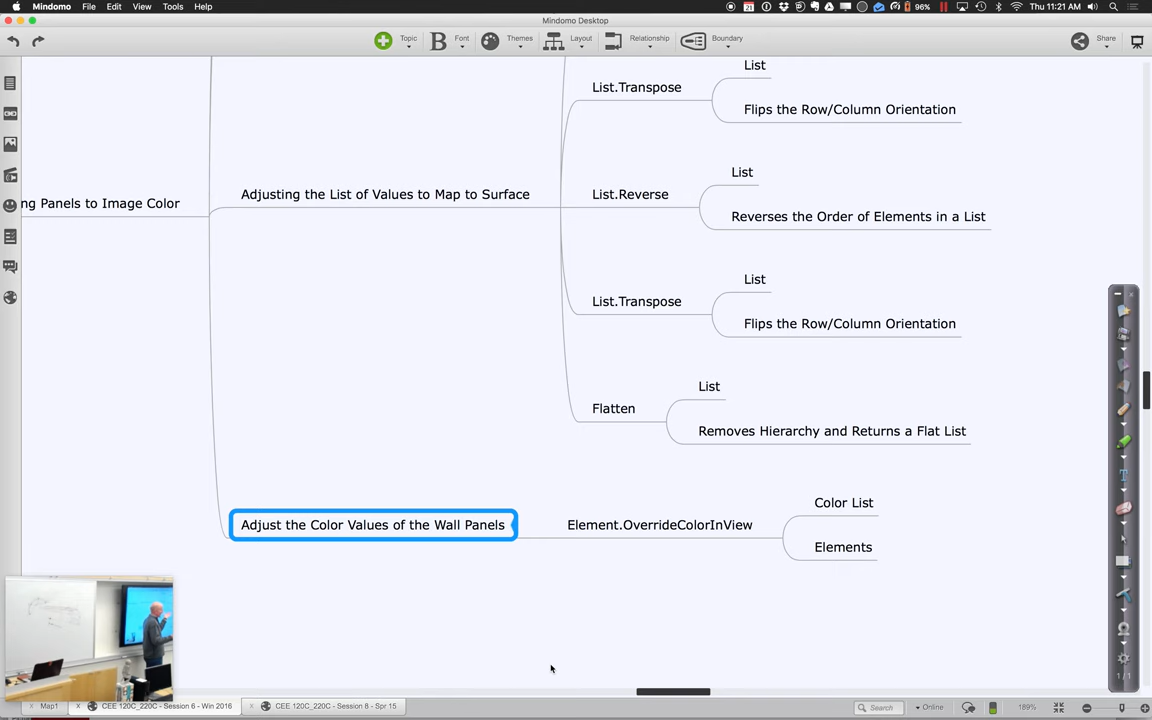 Mindomo File Edit View Tools Help
21 96% Thu 11:21 AM
Mindomo Desktop
Topic B Font Themes Layout Relationship Boundary Share
List
List.Transpose
Flips the Row/Column Orientation
List
Adjusting the List of Values to Map to Surface
List.Reverse
ng Panels to Image Color
Reverses the Order of Elements in a List
List
List.Transpose
Flips the Row/Column Orientation
List
Flatten
Removes Hierarchy and Returns a Flat List
Color List
Adjust the Color Values of the Wall Panels
Element.OverrideColorInView
Elements
1 / 1
Map1
CEE 120C_220C - Session 6 - Win 2016
CEE 120C_220C - Session 8 - Spr 15
Search
Online
189%